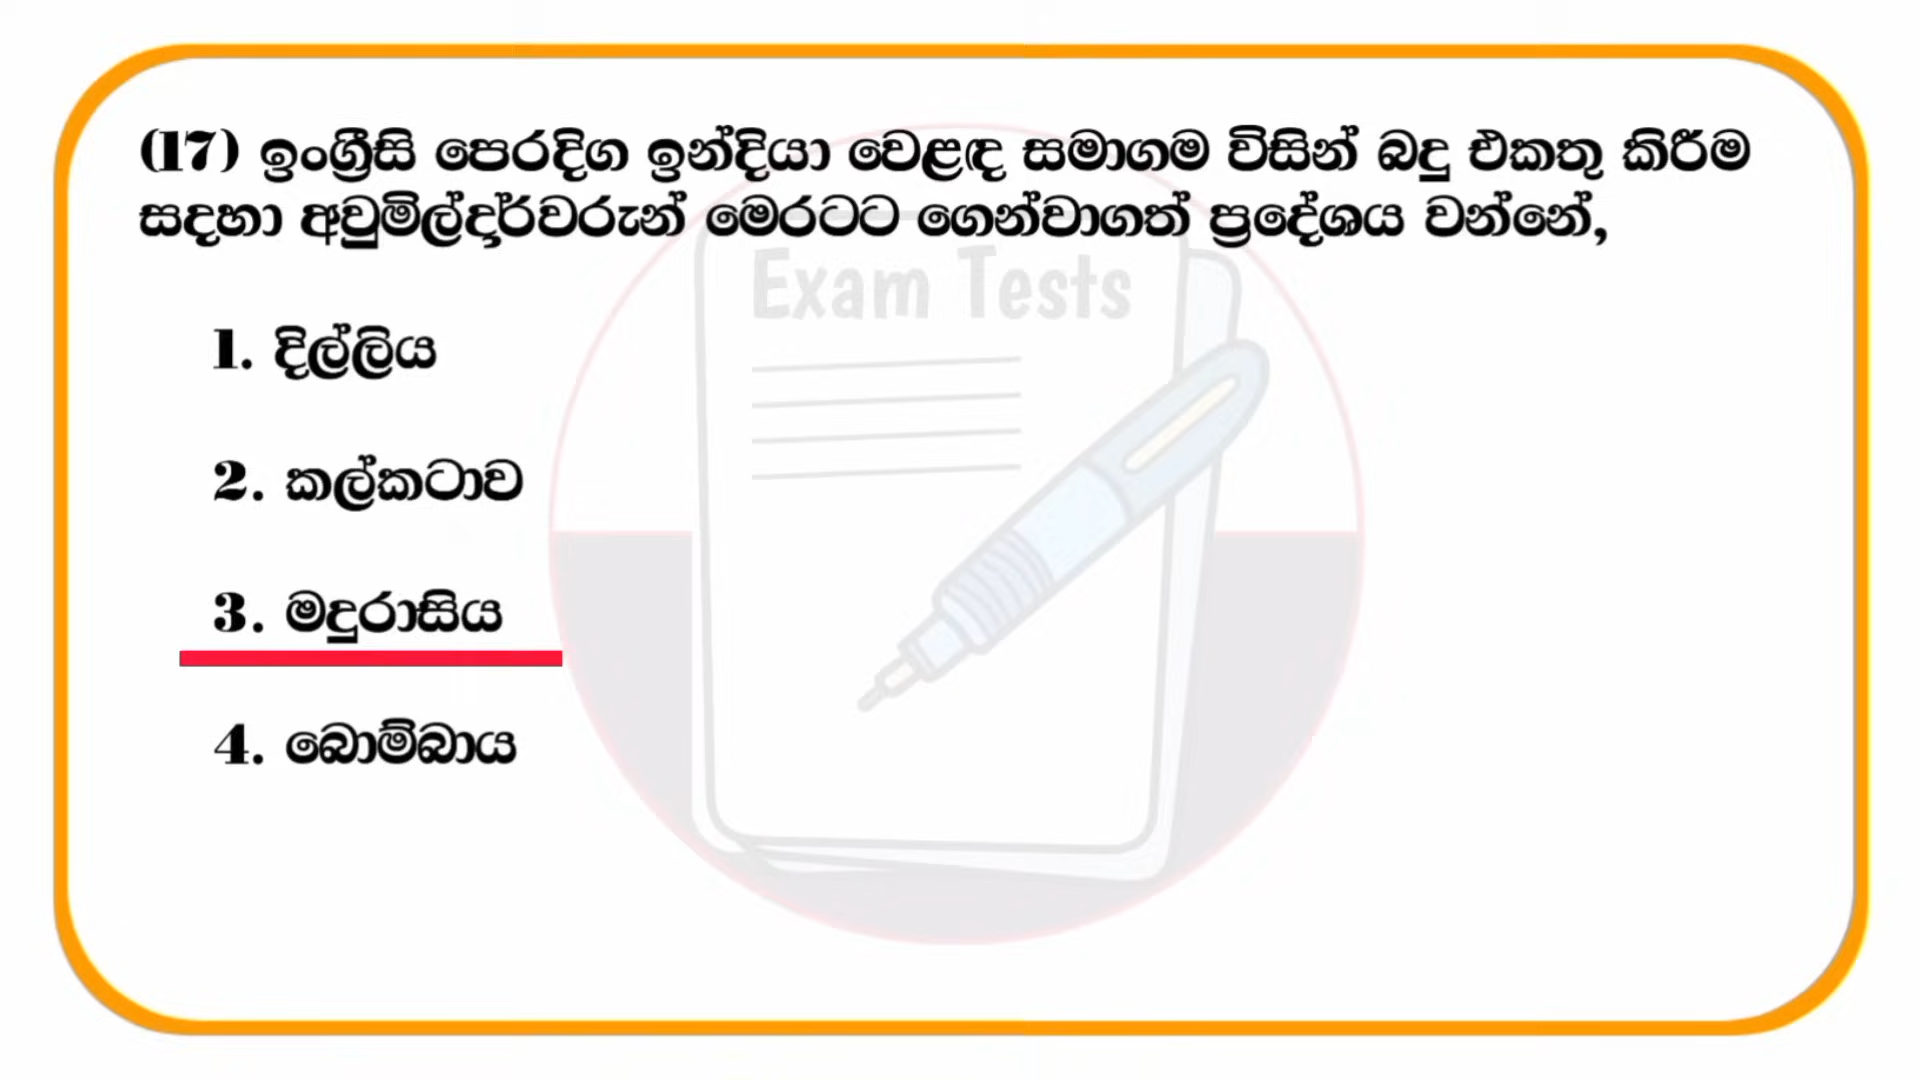 (17) ඉංග්‍රීසි පෙරදිග ඉන්දියා වෙළඳ සමාගම විසින් බදු එකතු කිරීම
සදහා අවුමිල්දර්වරුන් මෙරටට ගෙන්වාගත් ප්‍රදේශය වන්නේ,
Exam Tests
1. දිල්ලිය
2. කල්කටාව
3. මදුරාසිය
4. බොම්බාය